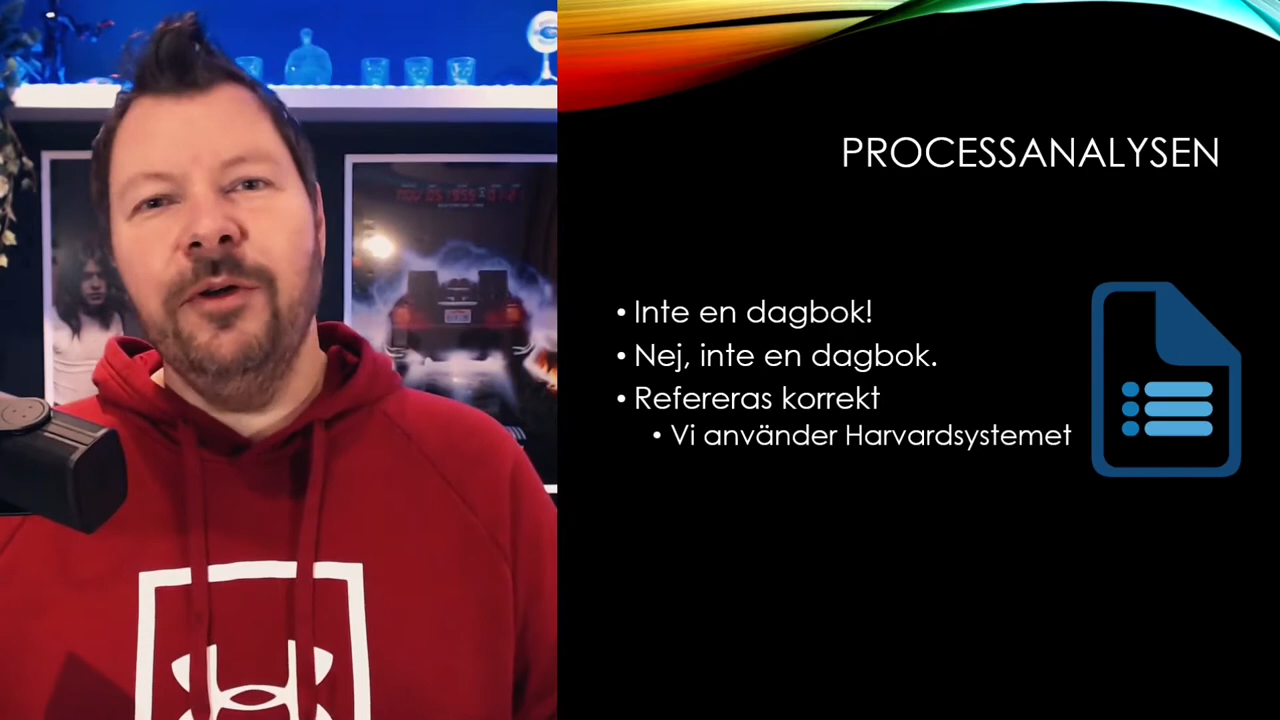 PROCESSANALYSEN
• Inte en dagbok!
• Nej, inte en dagbok.
• Refereras korrekt
• Vi använder Harvardsystemet